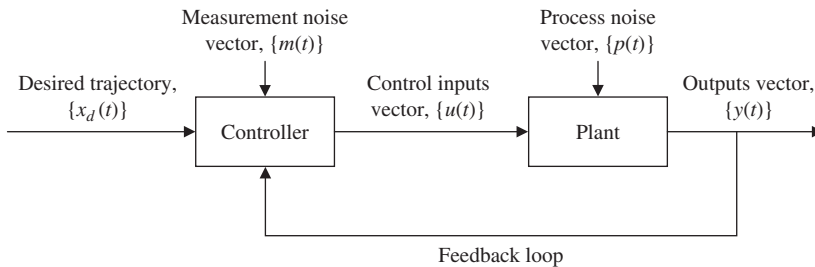 Measurement noise
vector, {m(t)}
Process noise
vector, {p(t)}
Desired trajectory,
{x_d(t)}
Controller
Control inputs
vector, {u(t)}
Plant
Outputs vector,
{y(t)}
Feedback loop